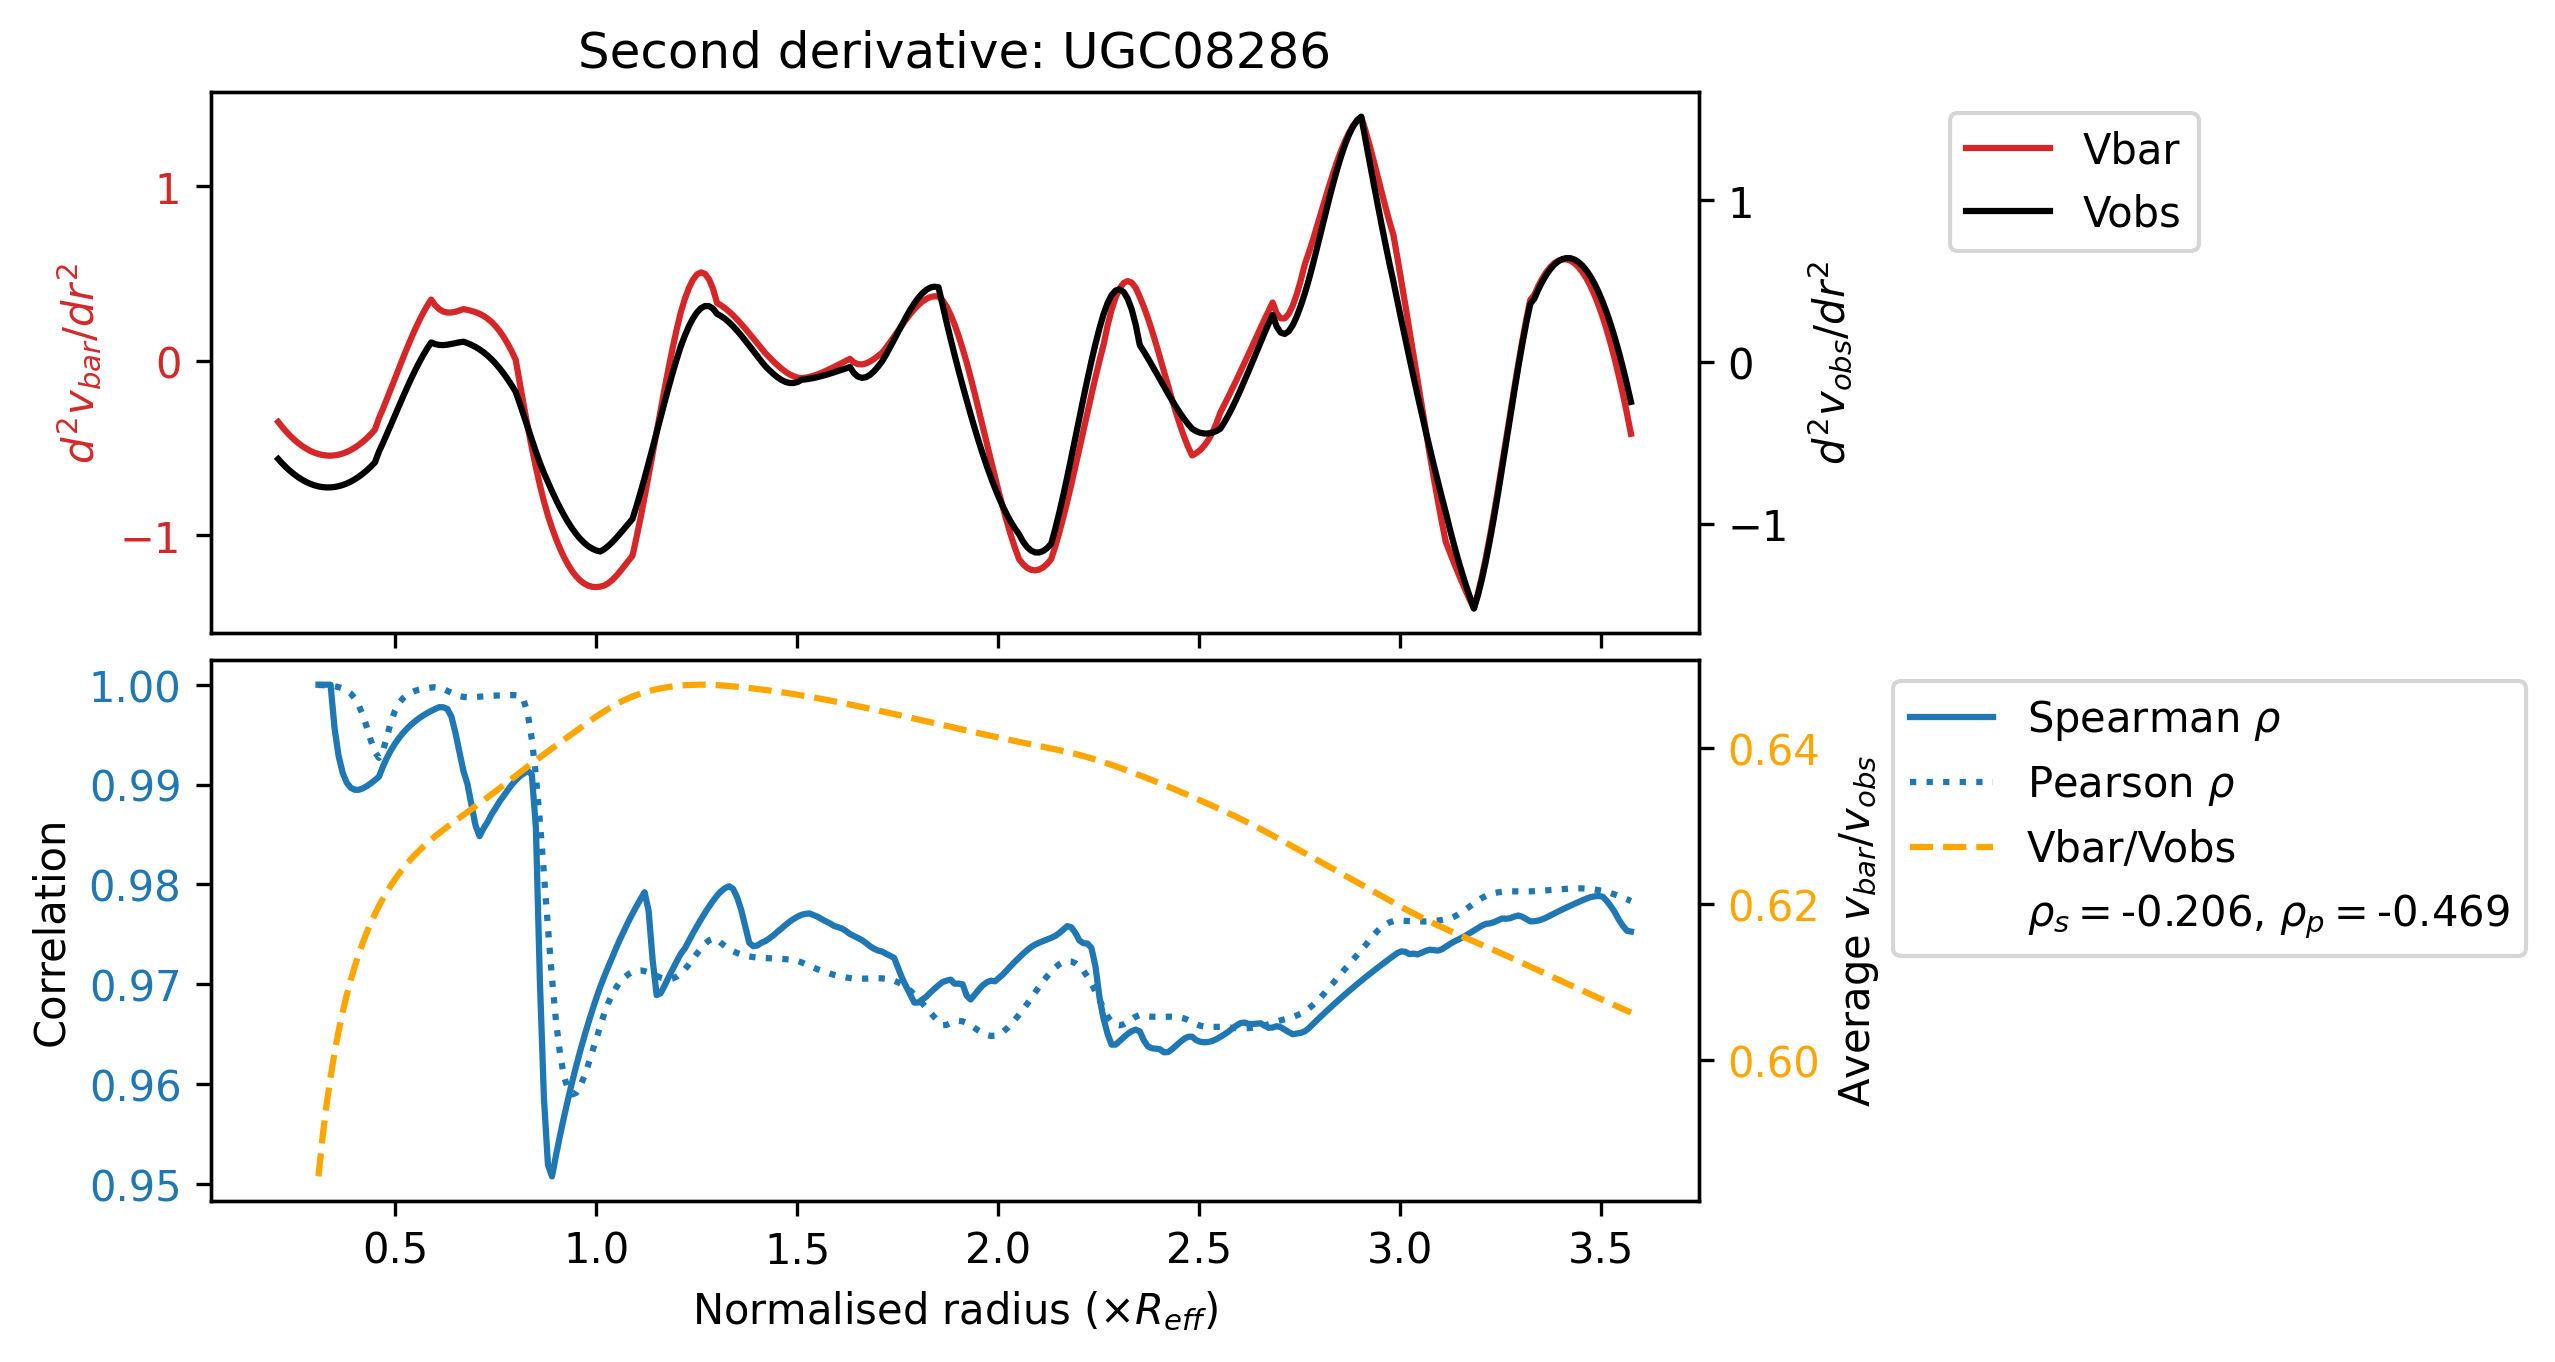 Second derivative: UGC08286
1
0
−1
d²v_bar/dr²
1
0
−1
d²v_obs/dr²
Vbar
Vobs
1.00
0.99
0.98
0.97
0.96
0.95
Correlation
0.64
0.62
0.60
Average v_bar/v_obs
Spearman ρ
Pearson ρ
Vbar/Vobs
ρ_s = -0.206, ρ_p = -0.469
0.5 1.0 1.5 2.0 2.5 3.0 3.5
Normalised radius (×R_eff)